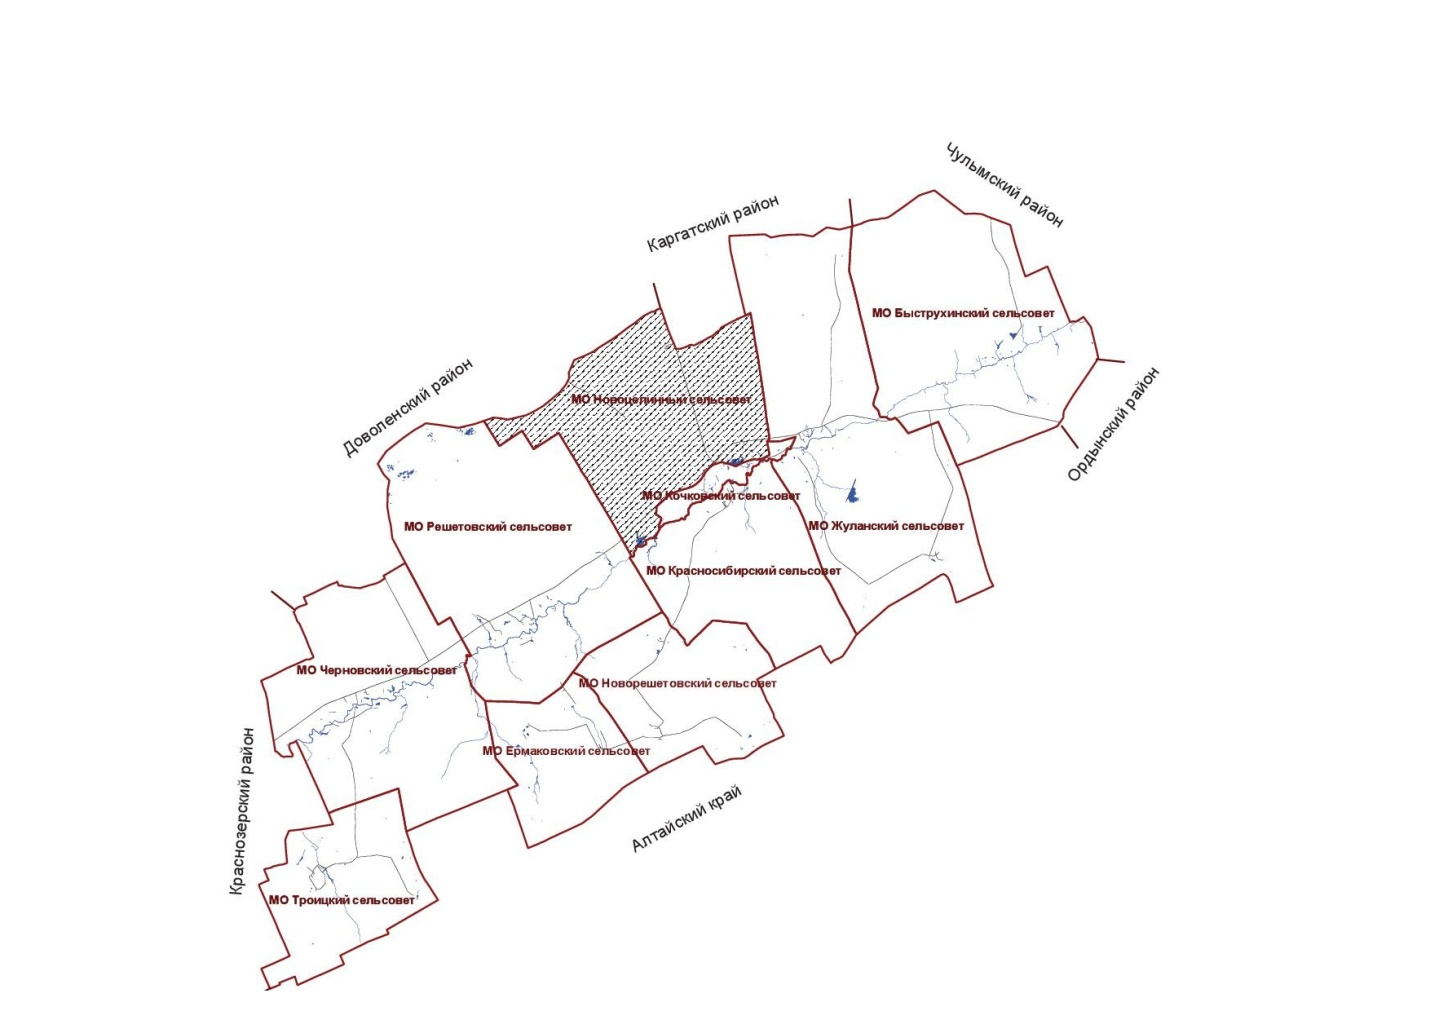 Чулымский район
Каргатский район
МО Быструхинский сельсовет
Доволенский район
Ордынский район
МО Новоцелинный сельсовет
МО Кочковский сельсовет
МО Решетовский сельсовет
МО Жуланский сельсовет
МО Красносибирский сельсовет
МО Черновский сельсовет
МО Новорешетовский сельсовет
МО Ермаковский сельсовет
Краснозерский район
Алтайский край
МО Троицкий сельсовет